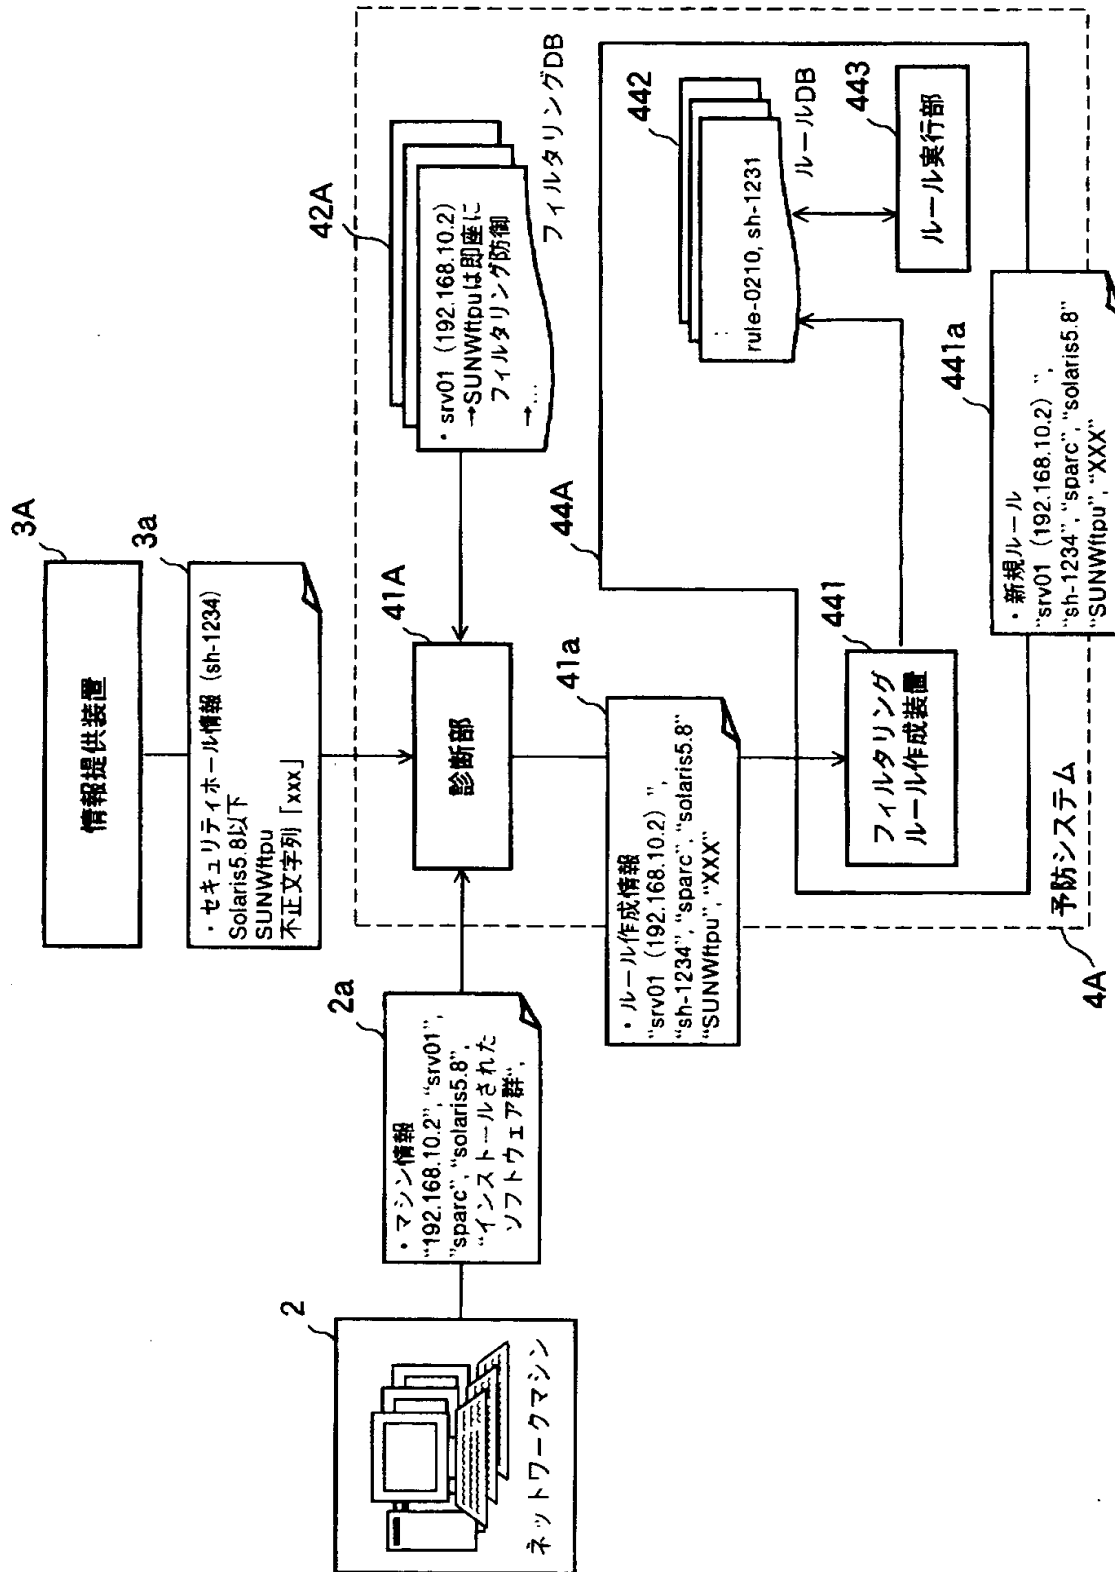 3A
情報提供装置
3a
・セキュリティホール情報 (sh-1234)
Solaris5.8以下
SUNWftpu
不正文字列「xxx」
2
ネットワークマシン
2a
・マシン情報
“192.168.10.2”, “srv01”,
“sparc”, “solaris5.8”,
“インストールされた
ソフトウェア群”,
41A
診断部
42A
・srv01 (192.168.10.2)
→SUNWftpuは即座に
フィルタリング防御
→...
フィルタリングDB
41a
・ルール作成情報
“srv01 (192.168.10.2) ”,
“sh-1234”, “sparc”, “solaris5.8”
“SUNWftpu”, “XXX”
44A
442
rule-0210, sh-1231
ルールDB
441
フィルタリング
ルール作成装置
443
ルール実行部
441a
・新規ルール
“srv01 (192.168.10.2) ”,
“sh-1234”, “sparc”, “solaris5.8”
“SUNWftpu”, “XXX”
予防システム
4A